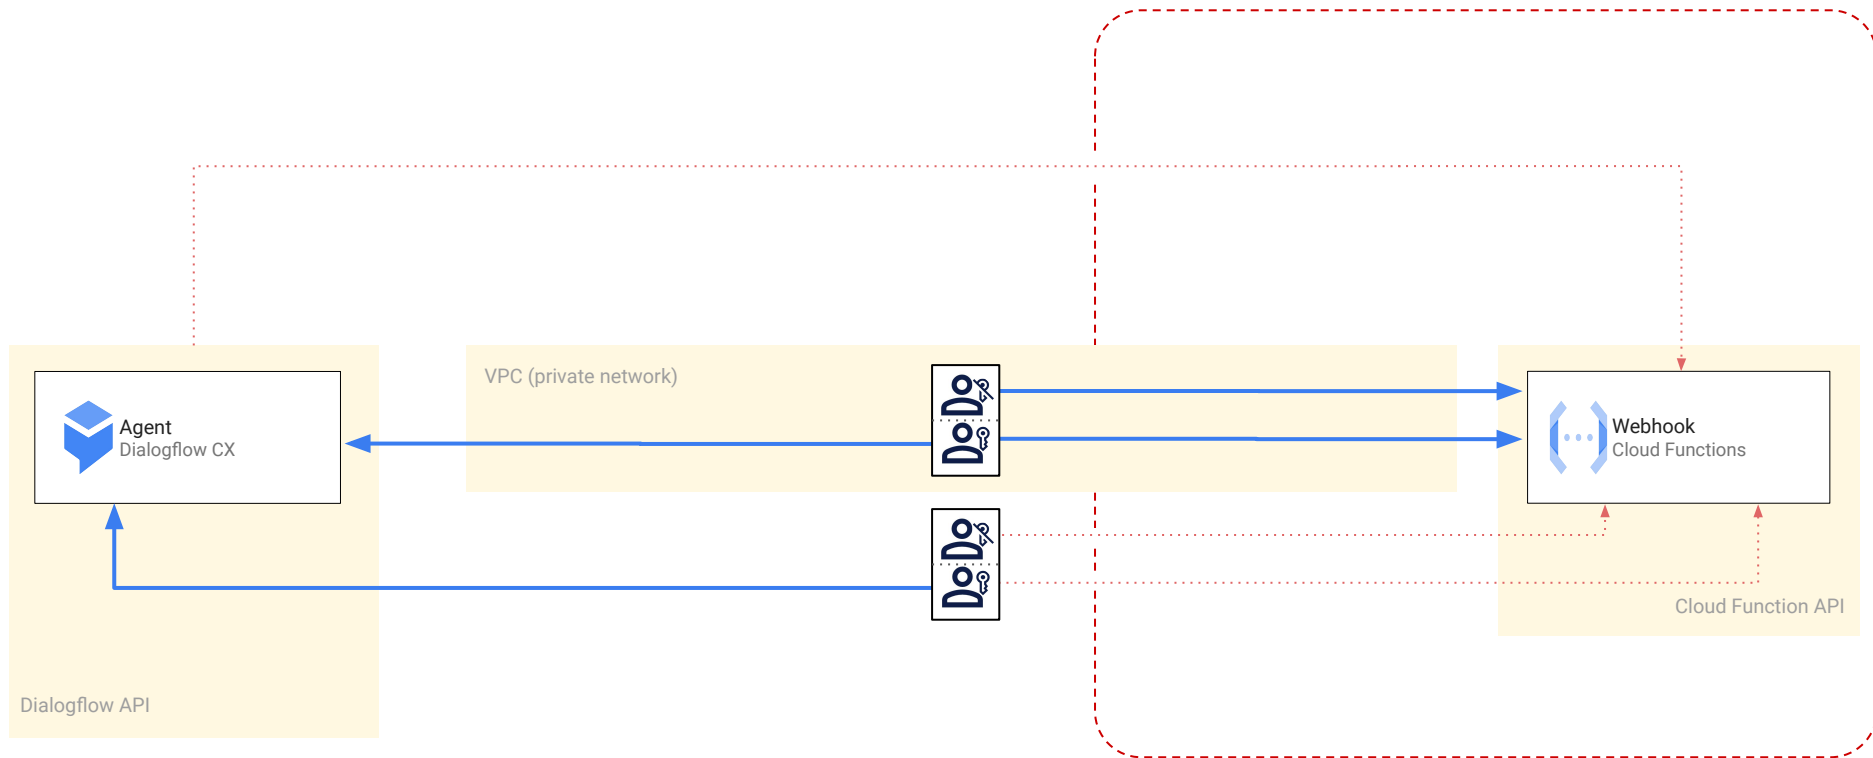 VPC (private network)
Agent
Dialogflow CX
Webhook
Cloud Functions
Cloud Function API
Dialogflow API